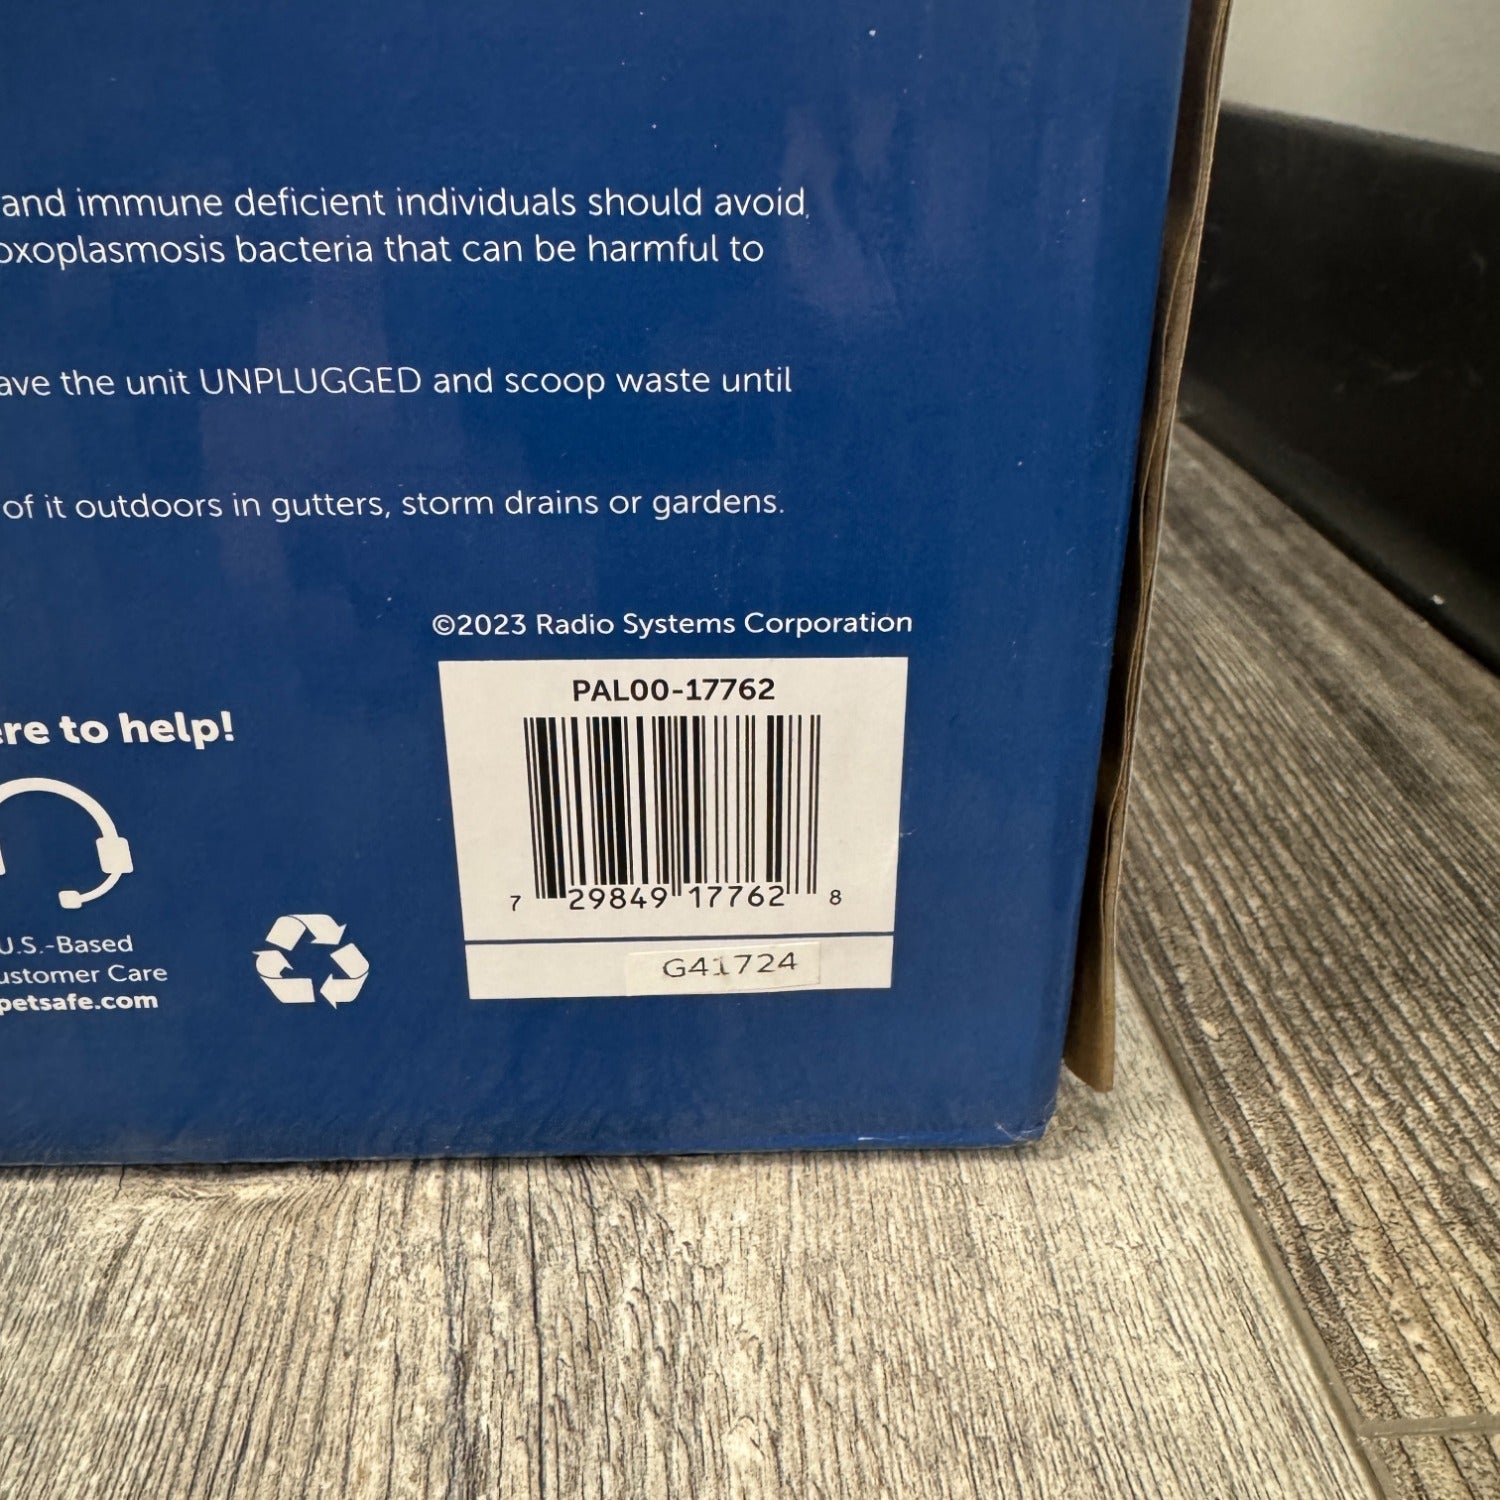 and immune deficient individuals should avoid,
oxoplasmosis bacteria that can be harmful to
ave the unit UNPLUGGED and scoop waste until
of it outdoors in gutters, storm drains or gardens.
©2023 Radio Systems Corporation
PAL00-17762
7 29849 17762 8
G41724
ere to help!
U.S.-Based
ustomer Care
petsafe.com